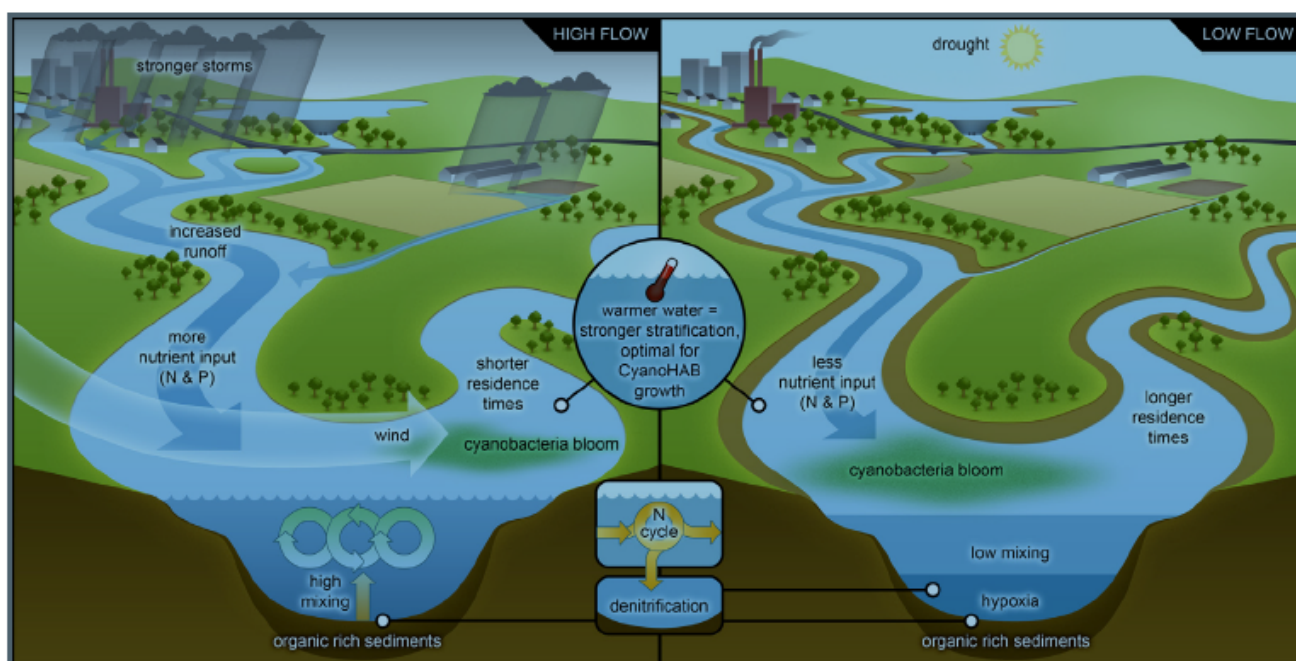 HIGH FLOW
stronger storms
increased
runoff
more
nutrient input
(N & P)
shorter
residence
times
wind
cyanobacteria bloom
high
mixing
organic rich sediments
warmer water =
stronger stratification,
optimal for
CyanoHAB
growth
N
cycle
denitrification
LOW FLOW
drought
less
nutrient input
(N & P)
longer
residence
times
cyanobacteria bloom
low mixing
hypoxia
organic rich sediments